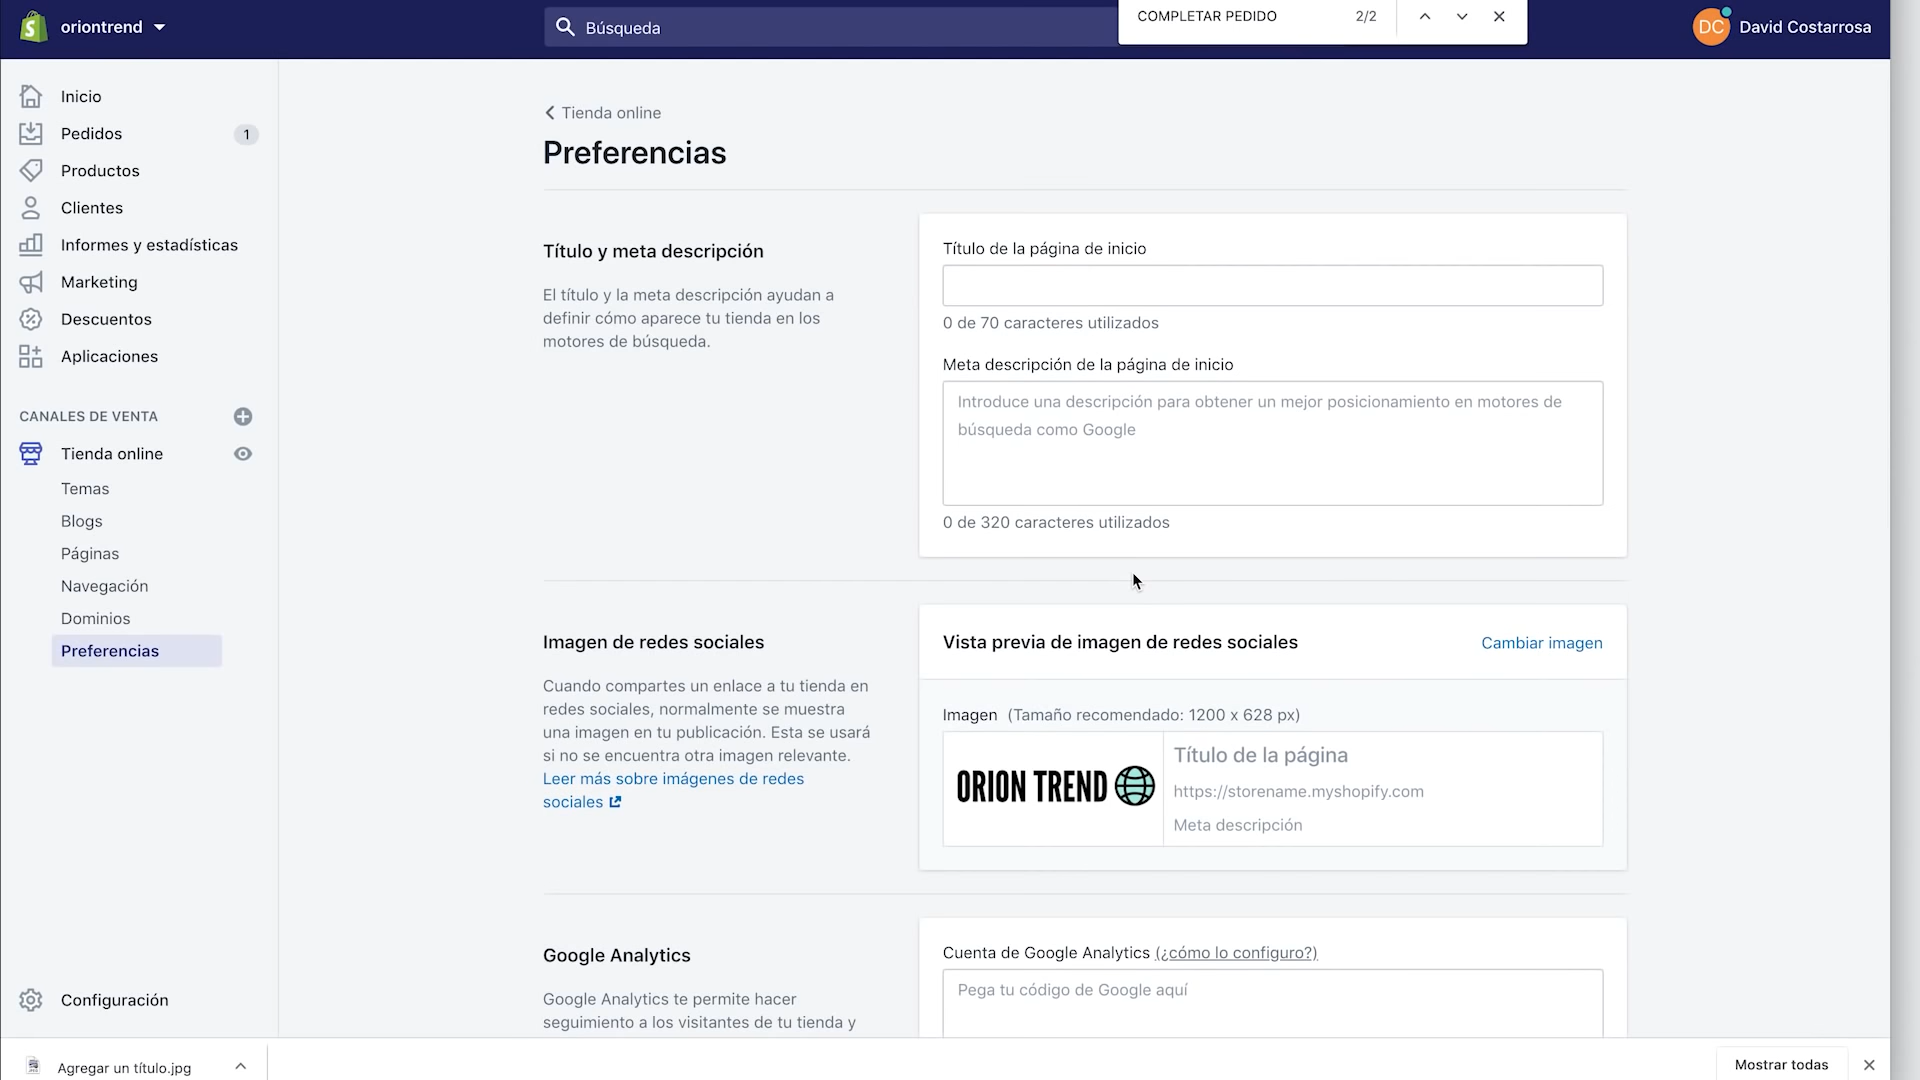 oriontrend
Búsqueda
COMPLETAR PEDIDO
2/2
DC
David Costarrosa
Inicio
Pedidos
1
Productos
Clientes
Informes y estadísticas
Marketing
Descuentos
Aplicaciones
CANALES DE VENTA
Tienda online
Temas
Blogs
Páginas
Navegación
Dominios
Preferencias
Configuración
Tienda online
Preferencias
Título y meta descripción
El título y la meta descripción ayudan a
definir cómo aparece tu tienda en los
motores de búsqueda.
Título de la página de inicio
0 de 70 caracteres utilizados
Meta descripción de la página de inicio
Introduce una descripción para obtener un mejor posicionamiento en motores de
búsqueda como Google
0 de 320 caracteres utilizados
Imagen de redes sociales
Cuando compartes un enlace a tu tienda en
redes sociales, normalmente se muestra
una imagen en tu publicación. Esta se usará
si no se encuentra otra imagen relevante.
Leer más sobre imágenes de redes
sociales
Vista previa de imagen de redes sociales
Cambiar imagen
Imagen (Tamaño recomendado: 1200 x 628 px)
ORION TREND
Título de la página
https://storename.myshopify.com
Meta descripción
Google Analytics
Google Analytics te permite hacer
seguimiento a los visitantes de tu tienda y
Cuenta de Google Analytics (¿cómo lo configuro?)
Pega tu código de Google aquí
Agregar un título.jpg
Mostrar todas